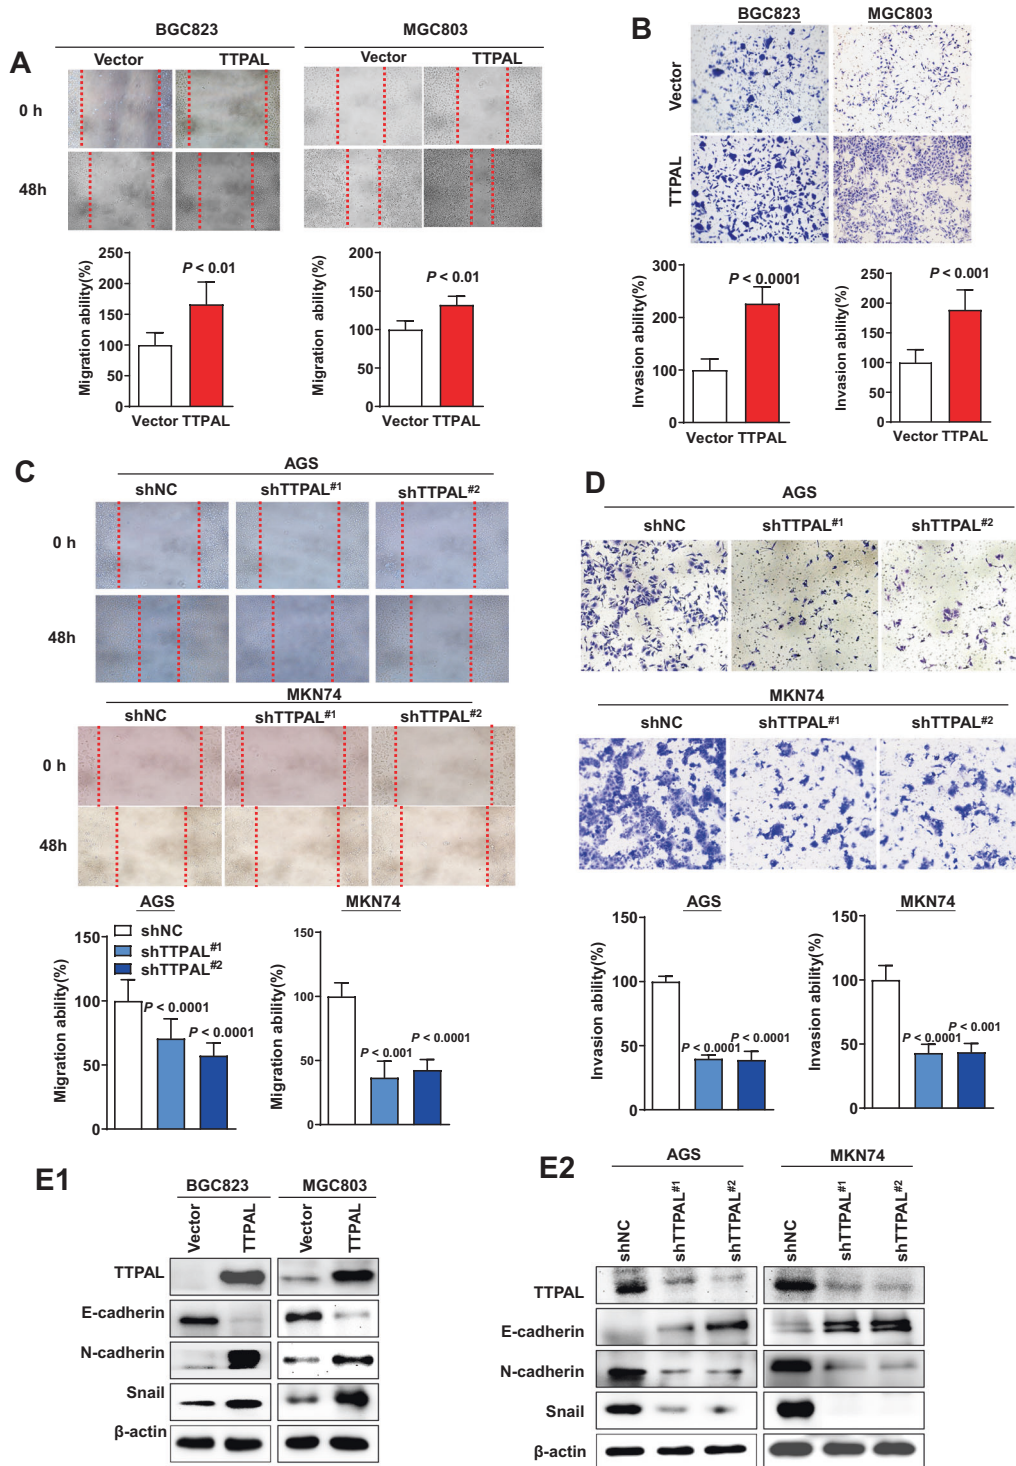 A
BGC823
MGC803
Vector
TTPAL
Vector
TTPAL
0 h
48h
Migration ability(%)
250
200
150
100
50
0
P < 0.01
Vector TTPAL
Migration ability(%)
200
150
100
50
0
P < 0.01
Vector TTPAL
B
BGC823
MGC803
Vector
TTPAL
Invasion ability(%)
300
200
100
0
P < 0.0001
Vector TTPAL
Invasion ability(%)
250
200
150
100
50
0
P < 0.001
Vector TTPAL
C
AGS
shNC
shTTPAL#1
shTTPAL#2
0 h
48h
MKN74
shNC
shTTPAL#1
shTTPAL#2
0 h
48h
AGS
Migration ability(%)
150
100
50
0
shNC
shTTPAL#1
shTTPAL#2
P < 0.0001
P < 0.0001
MKN74
Migration ability(%)
150
100
50
0
P < 0.001
P < 0.0001
D
AGS
shNC
shTTPAL#1
shTTPAL#2
MKN74
shNC
shTTPAL#1
shTTPAL#2
AGS
Invasion ability(%)
150
100
50
0
P < 0.0001
P < 0.001
MKN74
Invasion ability(%)
150
100
50
0
P < 0.0001
P < 0.001
E1
BGC823
MGC803
Vector
TTPAL
Vector
TTPAL
TTPAL
E-cadherin
N-cadherin
Snail
β-actin
E2
AGS
MKN74
shNC
shTTPAL#1
shTTPAL#2
shNC
shTTPAL#1
shTTPAL#2
TTPAL
E-cadherin
N-cadherin
Snail
β-actin